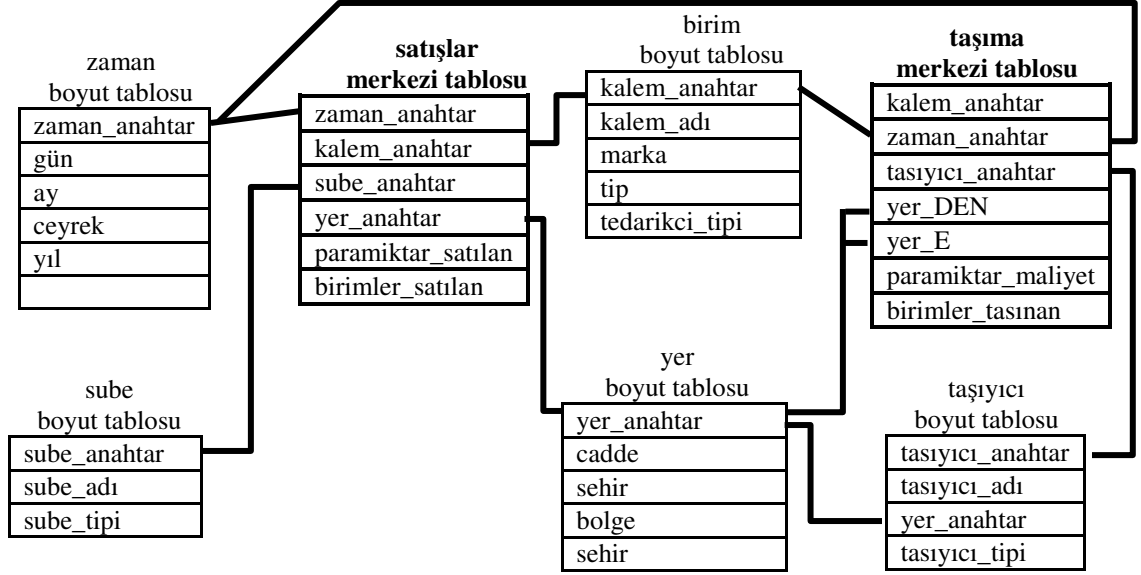 zaman
boyut tablosu
zaman_anahtar
gün
ay
ceyrek
yıl
satışlar
merkezi tablosu
zaman_anahtar
kalem_anahtar
sube_anahtar
yer_anahtar
paramiktar_satılan
birimler_satılan
birim
boyut tablosu
kalem_anahtar
kalem_adı
marka
tip
tedarikci_tipi
taşıma
merkezi tablosu
kalem_anahtar
zaman_anahtar
tasıyıcı_anahtar
yer_DEN
yer_E
paramiktar_maliyet
birimler_tasınan
sube
boyut tablosu
sube_anahtar
sube_adı
sube_tipi
yer
boyut tablosu
yer_anahtar
cadde
sehir
bolge
sehir
taşıyıcı
boyut tablosu
tasıyıcı_anahtar
tasıyıcı_adı
yer_anahtar
tasıyıcı_tipi